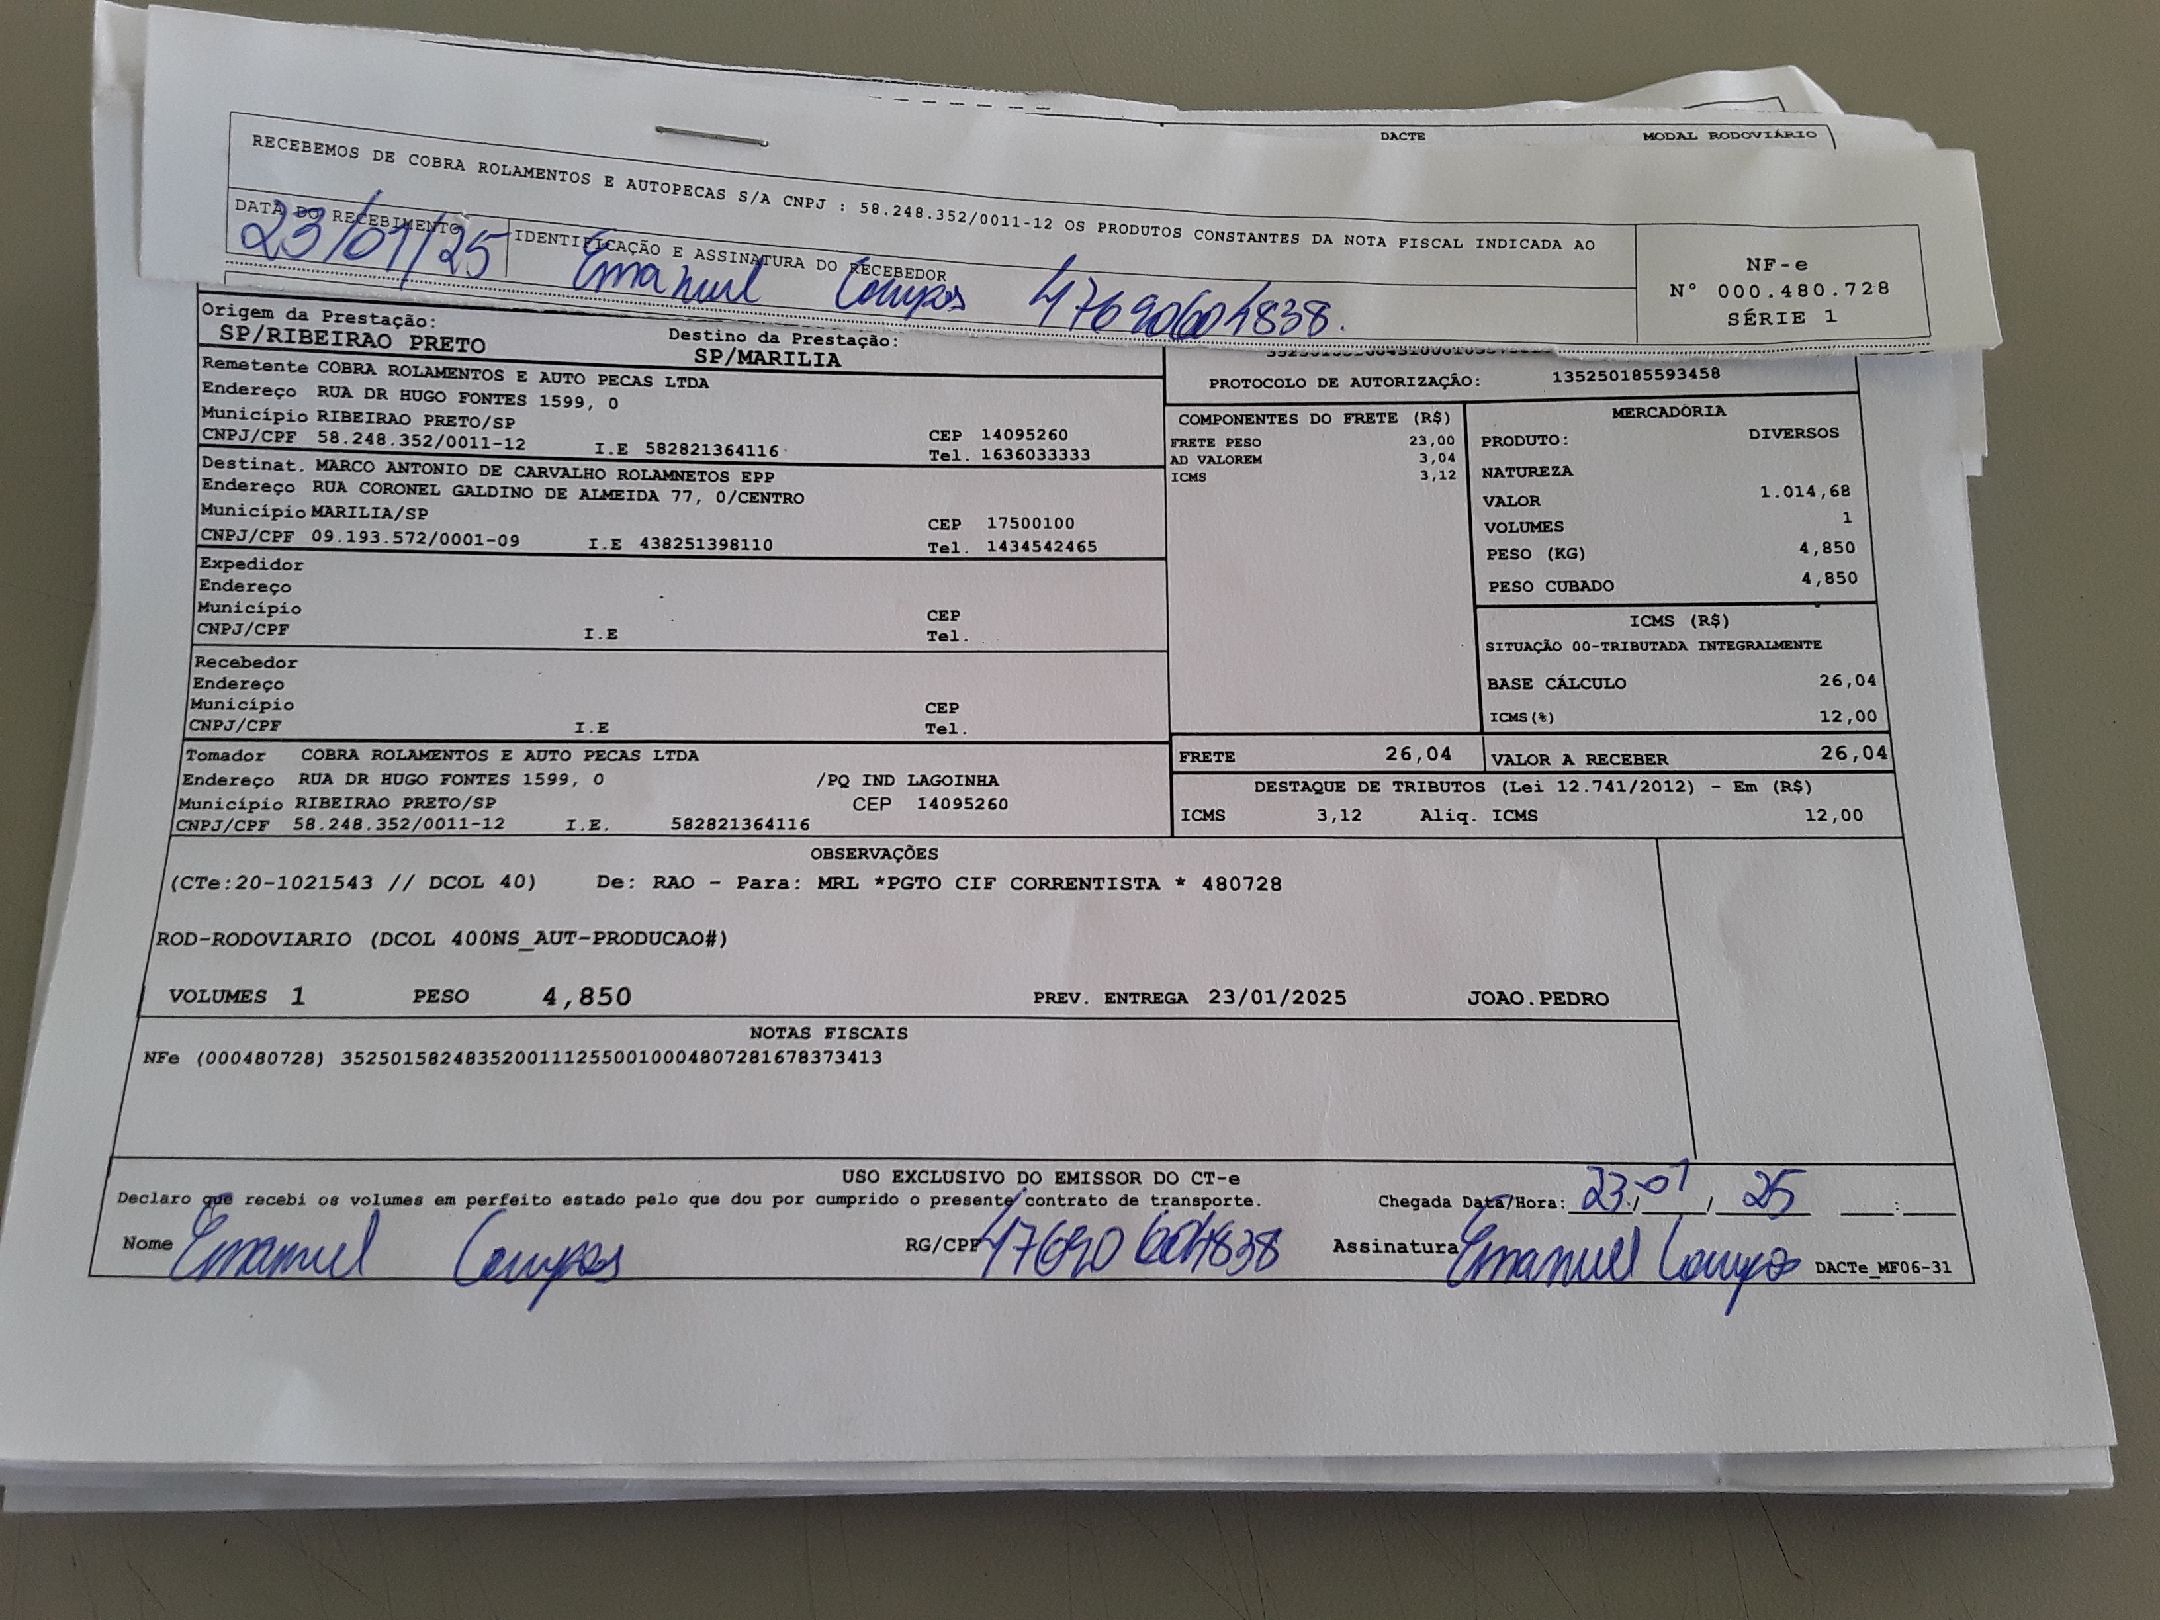 DACTE MODAL RODOVIÁRIO
RECEBEMOS DE COBRA ROLAMENTOS E AUTOPECAS S/A CNPJ : 58.248.352/0011-12 OS PRODUTOS CONSTANTES DA NOTA FISCAL INDICADA AO
DATA DO RECEBIMENTO
23/01/25
IDENTIFICAÇÃO E ASSINATURA DO RECEBEDOR
Emanuel Campos 47690604838.
NF-e
N° 000.480.728
SÉRIE 1
Origem da Prestação:
SP/RIBEIRAO PRETO
Destino da Prestação:
SP/MARILIA
PROTOCOLO DE AUTORIZAÇÃO: 135250185593458
Remetente COBRA ROLAMENTOS E AUTO PECAS LTDA
Endereço RUA DR HUGO FONTES 1599, 0
Município RIBEIRAO PRETO/SP CEP 14095260
CNPJ/CPF 58.248.352/0011-12 I.E 582821364116 Tel. 1636033333
Destinat. MARCO ANTONIO DE CARVALHO ROLAMNETOS EPP
Endereço RUA CORONEL GALDINO DE ALMEIDA 77, 0/CENTRO
Município MARILIA/SP CEP 17500100
CNPJ/CPF 09.193.572/0001-09 I.E 438251398110 Tel. 1434542465
Expedidor
Endereço
Município CEP
CNPJ/CPF I.E Tel.
Recebedor
Endereço
Município CEP
CNPJ/CPF I.E Tel.
Tomador COBRA ROLAMENTOS E AUTO PECAS LTDA
Endereço RUA DR HUGO FONTES 1599, 0 /PQ IND LAGOINHA
Município RIBEIRAO PRETO/SP CEP 14095260
CNPJ/CPF 58.248.352/0011-12 I.E. 582821364116
COMPONENTES DO FRETE (R$)
FRETE PESO 23,00
AD VALOREM 3,04
ICMS 3,12
MERCADORIA
PRODUTO: DIVERSOS
NATUREZA
VALOR 1.014,68
VOLUMES 1
PESO (KG) 4,850
PESO CUBADO 4,850
ICMS (R$)
SITUAÇÃO 00-TRIBUTADA INTEGRALMENTE
BASE CÁLCULO 26,04
ICMS(%) 12,00
FRETE 26,04 VALOR A RECEBER 26,04
DESTAQUE DE TRIBUTOS (Lei 12.741/2012) - Em (R$)
ICMS 3,12 Aliq. ICMS 12,00
OBSERVAÇÕES
(CTe:20-1021543 // DCOL 40) De: RAO - Para: MRL *PGTO CIF CORRENTISTA * 480728
ROD-RODOVIARIO (DCOL 400NS_AUT-PRODUCAO#)
VOLUMES 1 PESO 4,850 PREV. ENTREGA 23/01/2025 JOAO.PEDRO
NOTAS FISCAIS
NFe (000480728) 35250158248352001112550010004807281678373413
USO EXCLUSIVO DO EMISSOR DO CT-e
Declaro que recebi os volumes em perfeito estado pelo que dou por cumprido o presente contrato de transporte. Chegada Data/Hora: 23/01/25 :
Nome Emanuel Campos RG/CPF 47690604838 Assinatura Emanuel Campos DACTe_MF06-31